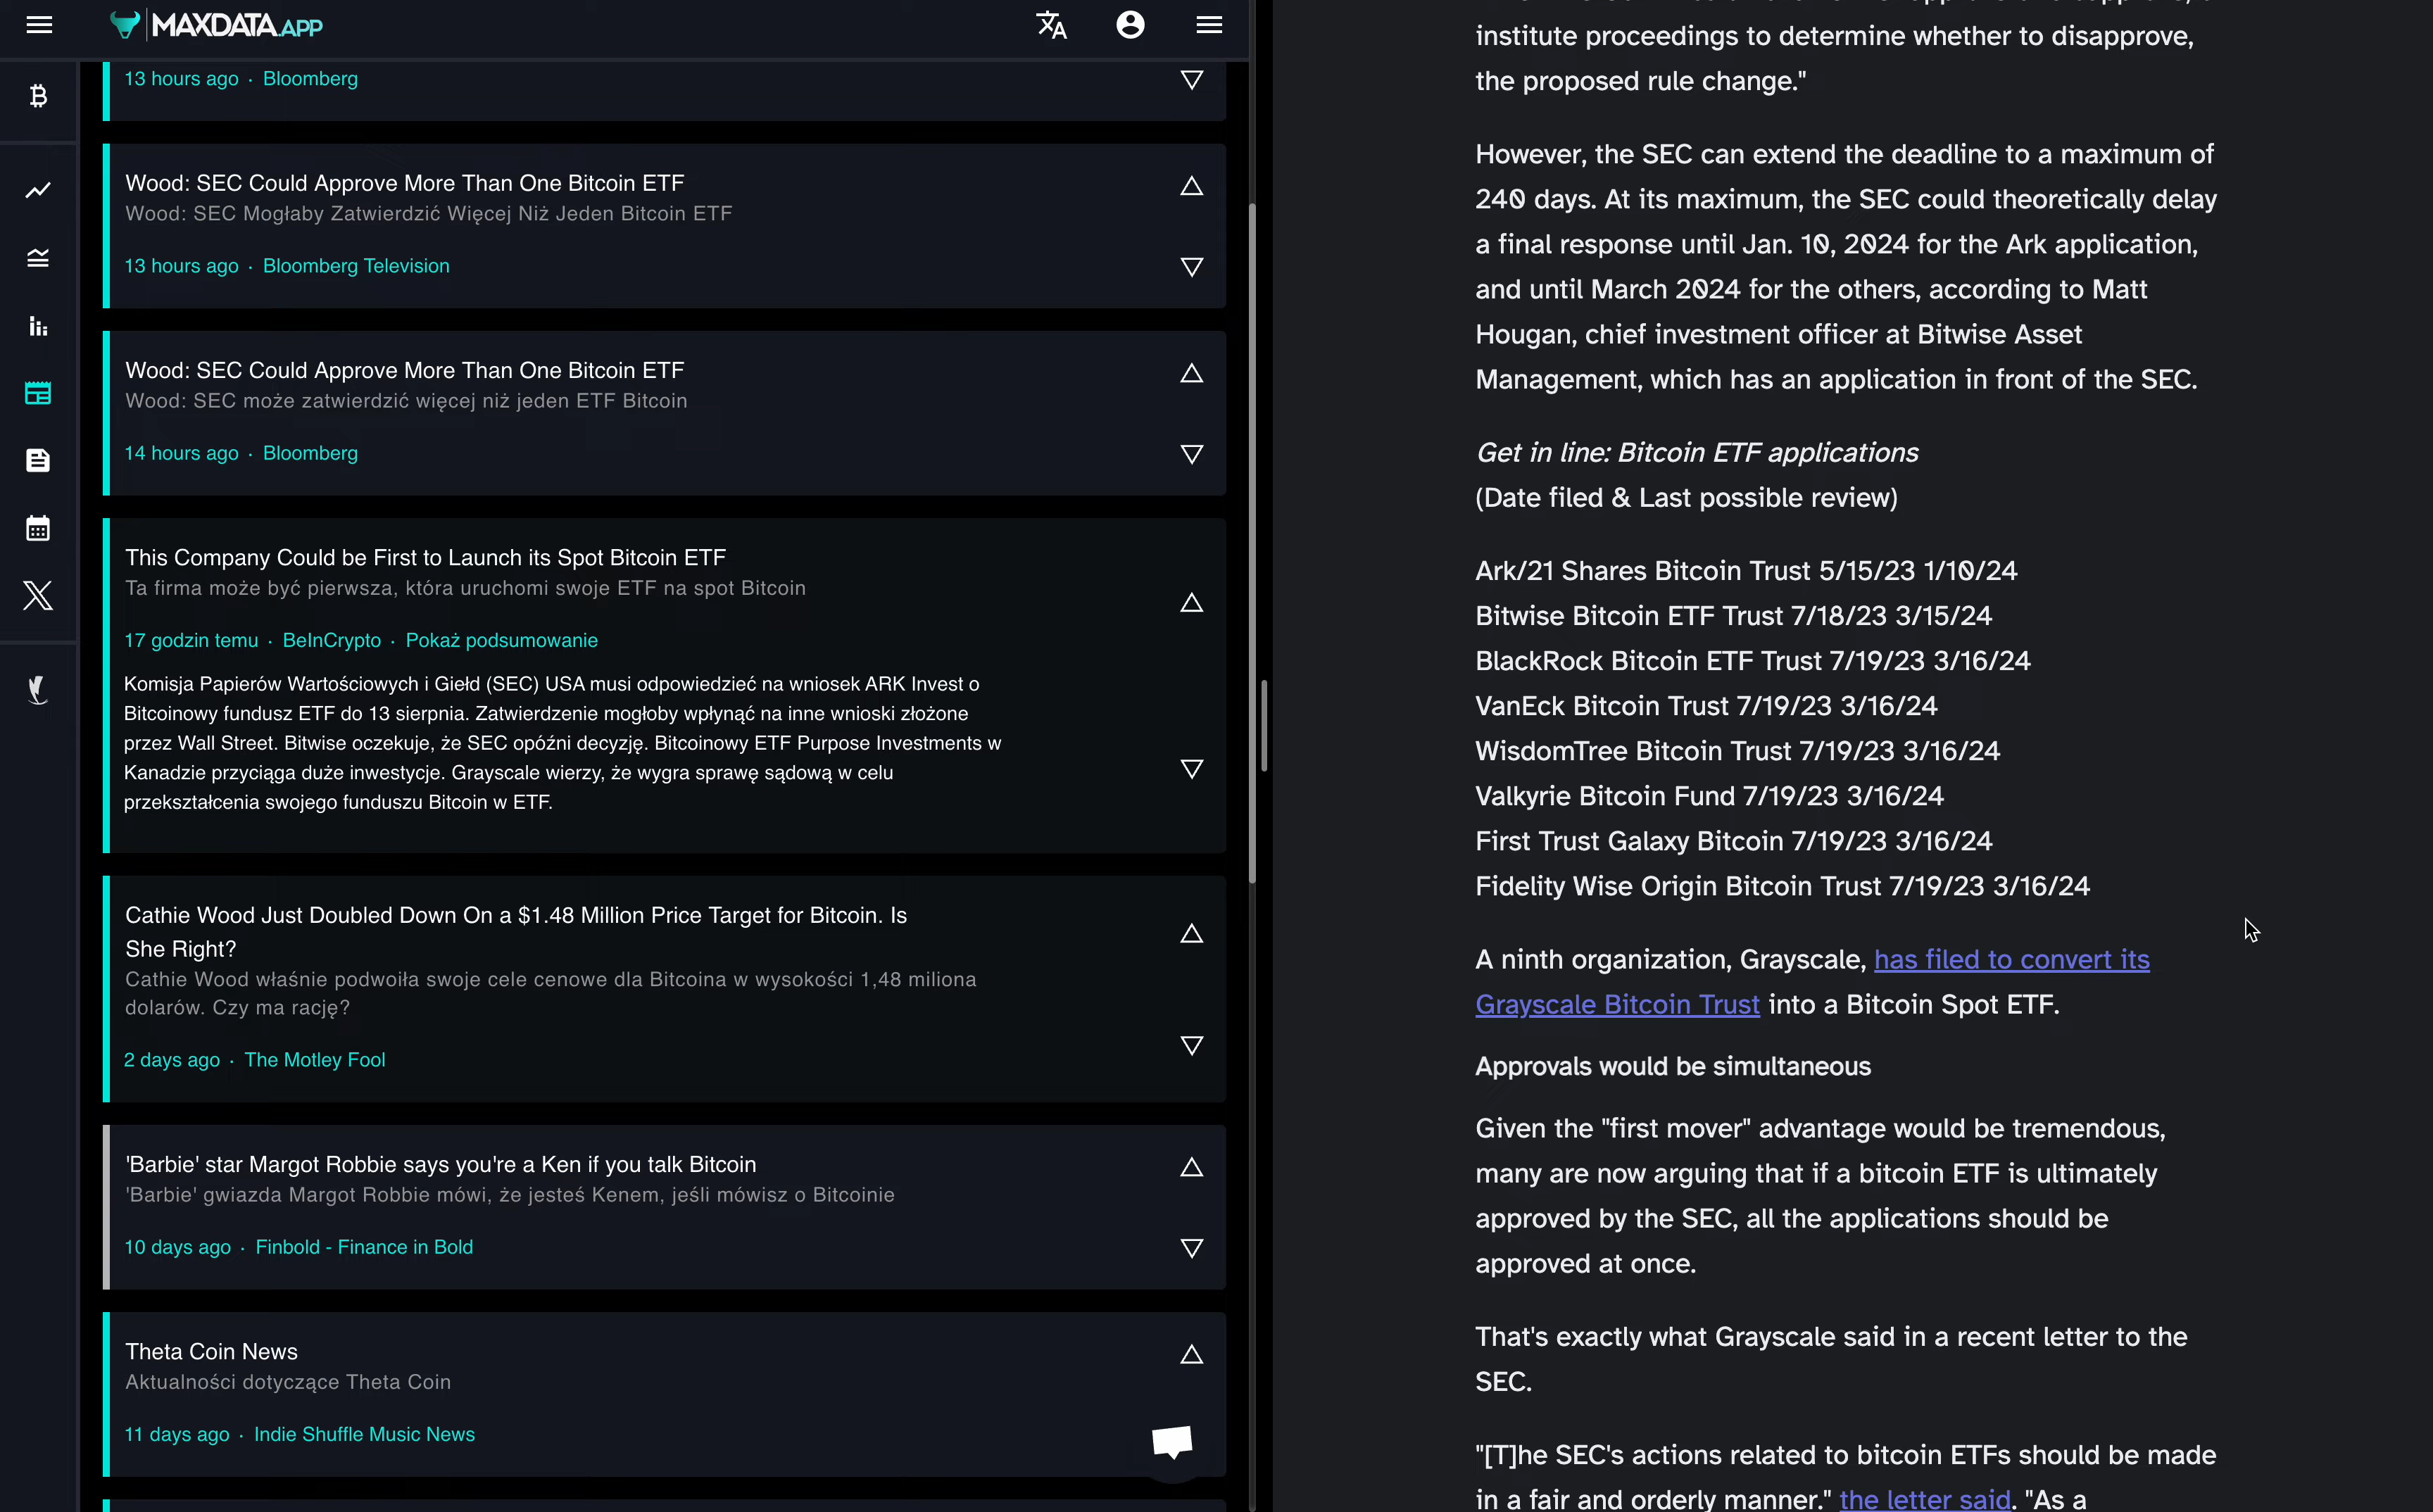 MAXDATA.APP
13 hours ago · Bloomberg
Wood: SEC Could Approve More Than One Bitcoin ETF
Wood: SEC Mogłaby Zatwierdzić Więcej Niż Jeden Bitcoin ETF
13 hours ago · Bloomberg Television
Wood: SEC Could Approve More Than One Bitcoin ETF
Wood: SEC może zatwierdzić więcej niż jeden ETF Bitcoin
14 hours ago · Bloomberg
This Company Could be First to Launch its Spot Bitcoin ETF
Ta firma może być pierwsza, która uruchomi swoje ETF na spot Bitcoin
17 godzin temu · BeInCrypto · Pokaż podsumowanie
Komisja Papierów Wartościowych i Giełd (SEC) USA musi odpowiedzieć na wniosek ARK Invest o
Bitcoinowy fundusz ETF do 13 sierpnia. Zatwierdzenie mogłoby wpłynąć na inne wnioski złożone
przez Wall Street. Bitwise oczekuje, że SEC opóźni decyzję. Bitcoinowy ETF Purpose Investments w
Kanadzie przyciąga duże inwestycje. Grayscale wierzy, że wygra sprawę sądową w celu
przekształcenia swojego funduszu Bitcoin w ETF.
Cathie Wood Just Doubled Down On a $1.48 Million Price Target for Bitcoin. Is
She Right?
Cathie Wood właśnie podwoiła swoje cele cenowe dla Bitcoina w wysokości 1,48 miliona
dolarów. Czy ma rację?
2 days ago · The Motley Fool
'Barbie' star Margot Robbie says you're a Ken if you talk Bitcoin
'Barbie' gwiazda Margot Robbie mówi, że jesteś Kenem, jeśli mówisz o Bitcoinie
10 days ago · Finbold - Finance in Bold
Theta Coin News
Aktualności dotyczące Theta Coin
11 days ago · Indie Shuffle Music News
institute proceedings to determine whether to disapprove,
the proposed rule change."
However, the SEC can extend the deadline to a maximum of
240 days. At its maximum, the SEC could theoretically delay
a final response until Jan. 10, 2024 for the Ark application,
and until March 2024 for the others, according to Matt
Hougan, chief investment officer at Bitwise Asset
Management, which has an application in front of the SEC.
Get in line: Bitcoin ETF applications
(Date filed & Last possible review)
Ark/21 Shares Bitcoin Trust 5/15/23 1/10/24
Bitwise Bitcoin ETF Trust 7/18/23 3/15/24
BlackRock Bitcoin ETF Trust 7/19/23 3/16/24
VanEck Bitcoin Trust 7/19/23 3/16/24
WisdomTree Bitcoin Trust 7/19/23 3/16/24
Valkyrie Bitcoin Fund 7/19/23 3/16/24
First Trust Galaxy Bitcoin 7/19/23 3/16/24
Fidelity Wise Origin Bitcoin Trust 7/19/23 3/16/24
A ninth organization, Grayscale, has filed to convert its
Grayscale Bitcoin Trust into a Bitcoin Spot ETF.
Approvals would be simultaneous
Given the "first mover" advantage would be tremendous,
many are now arguing that if a bitcoin ETF is ultimately
approved by the SEC, all the applications should be
approved at once.
That's exactly what Grayscale said in a recent letter to the
SEC.
"[T]he SEC's actions related to bitcoin ETFs should be made
in a fair and orderly manner." the letter said. "As a